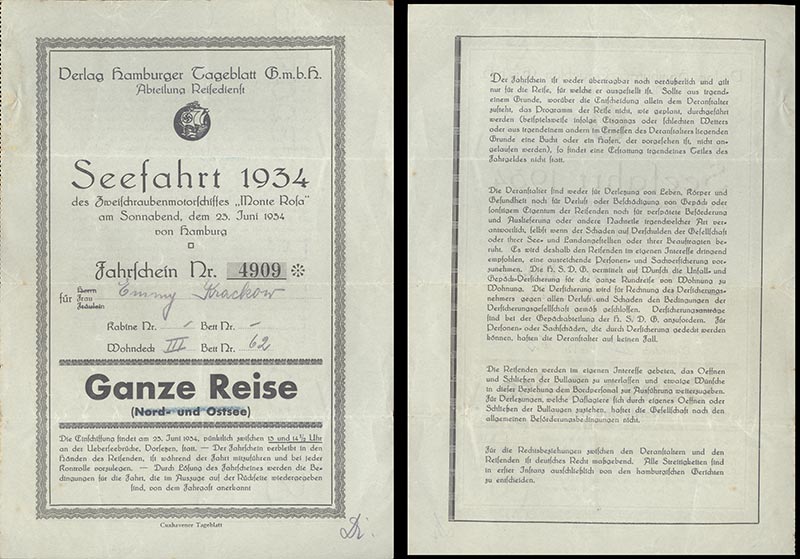 Verlag Hamburger Tageblatt G.m.b.H.
Abteilung Reisedienst
Seefahrt 1934
des Zweischraubenmotorschiffes „Monte Rosa“
am Sonnabend, dem 23. Juni 1934
von Hamburg
Fahrschein Nr. 4909 *
für Herrn Frau Fräulein Emmy Krackow
Kabine Nr. – Bett Nr. –
Wohndeck III Bett Nr. 62
Ganze Reise
(Nord- und Ostsee)
Die Einschiffung findet am 23. Juni 1934, pünktlich zwischen 13 und 14½ Uhr
an der Ueberseebrücke, Vorsetzen, statt. — Der Fahrschein verbleibt in den
Händen des Reisenden, ist während der Fahrt mitzuführen und bei jeder
Kontrolle vorzulegen. — Durch Lösung des Fahrscheines werden die Be-
dingungen für die Fahrt, die im Auszuge auf der Rückseite wiedergegeben
sind, von dem Fahrgast anerkannt
Cuxhavener Tageblatt
Der Fahrschein ist weder übertragbar noch veräußerlich und gilt
nur für die Reise, für welche er ausgestellt ist. Sollte aus irgend-
einem Grunde, worüber die Entscheidung allein dem Veranstalter
zusteht, das Programm der Reise nicht, wie geplant, durchgeführt
werden (beispielsweise infolge Eisgangs oder schlechten Wetters
oder aus irgendeinem andern im Ermessen des Veranstalters liegenden
Grunde eine Bucht oder ein Hafen, der vorgesehen ist, nicht an-
gelaufen werden), so findet eine Erstattung irgendeines Teiles des
Fahrgeldes nicht statt.
Die Veranstalter sind weder für Verletzung von Leben, Körper und
Gesundheit noch für Verlust oder Beschädigung von Gepäck oder
sonstigem Eigentum der Reisenden noch für verspätete Beförderung
und Auslieferung oder andere Nachteile irgendwelcher Art ver-
antwortlich, selbst wenn der Schaden auf Verschulden der Gesellschaft
oder ihrer See- und Landangestellten oder ihrer Beauftragten be-
ruht. Es wird deshalb den Reisenden im eigenen Interesse dringend
empfohlen, eine ausreichende Personen- und Sachversicherung vor-
zunehmen. Die H. S. D. G. vermittelt auf Wunsch die Unfall- und
Gepäck-Versicherung für die ganze Rundreise von Wohnung zu
Wohnung. Die Versicherung wird für Rechnung des Versicherungs-
nehmers gegen allen Verlust und Schaden den Bedingungen der
Versicherungsgesellschaft gemäß geschlossen. Versicherungsanträge
sind bei der Gepäckabteilung der H. S. D. G. anzufordern. Für
Personen- oder Sachschäden, die durch Versicherung gedeckt werden
können, haften die Veranstalter auf keinen Fall.
Die Reisenden werden im eigenen Interesse gebeten, das Oeffnen
und Schließen der Bullaugen zu unterlassen und etwaige Wünsche
in dieser Beziehung dem Bordpersonal zur Ausführung weiterzugeben.
Für Verletzungen, welche Passagiere sich durch eigenes Oeffnen oder
Schließen der Bullaugen zuziehen, haftet die Gesellschaft nach den
allgemeinen Beförderungsbedingungen nicht.
Für die Rechtsbeziehungen zwischen den Veranstaltern und den
Reisenden ist deutsches Recht maßgebend. Alle Streitigkeiten sind
in erster Instanz ausschließlich von den hamburgischen Gerichten
zu entscheiden.